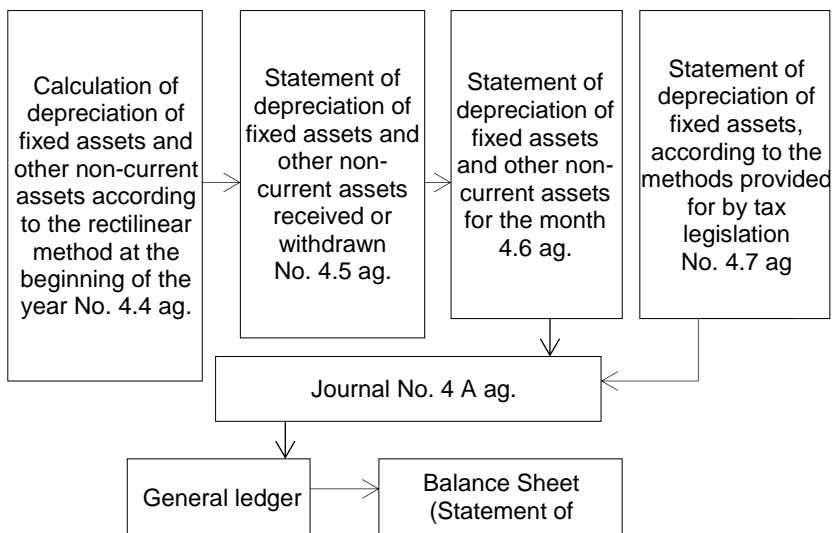 Calculation of
depreciation of
fixed assets and
other non-current
assets according
to the rectilinear
method at the
beginning of the
year No. 4.4 ag.
Statement of
depreciation of
fixed assets and
other non-
current assets
received or
withdrawn
No. 4.5 ag.
Statement of
depreciation of
fixed assets
and other non-
current assets
for the month
4.6 ag.
Statement of
depreciation of
fixed assets,
according to the
methods provided
for by tax
legislation
No. 4.7 ag
Journal No. 4 A ag.
General ledger
Balance Sheet
(Statement of